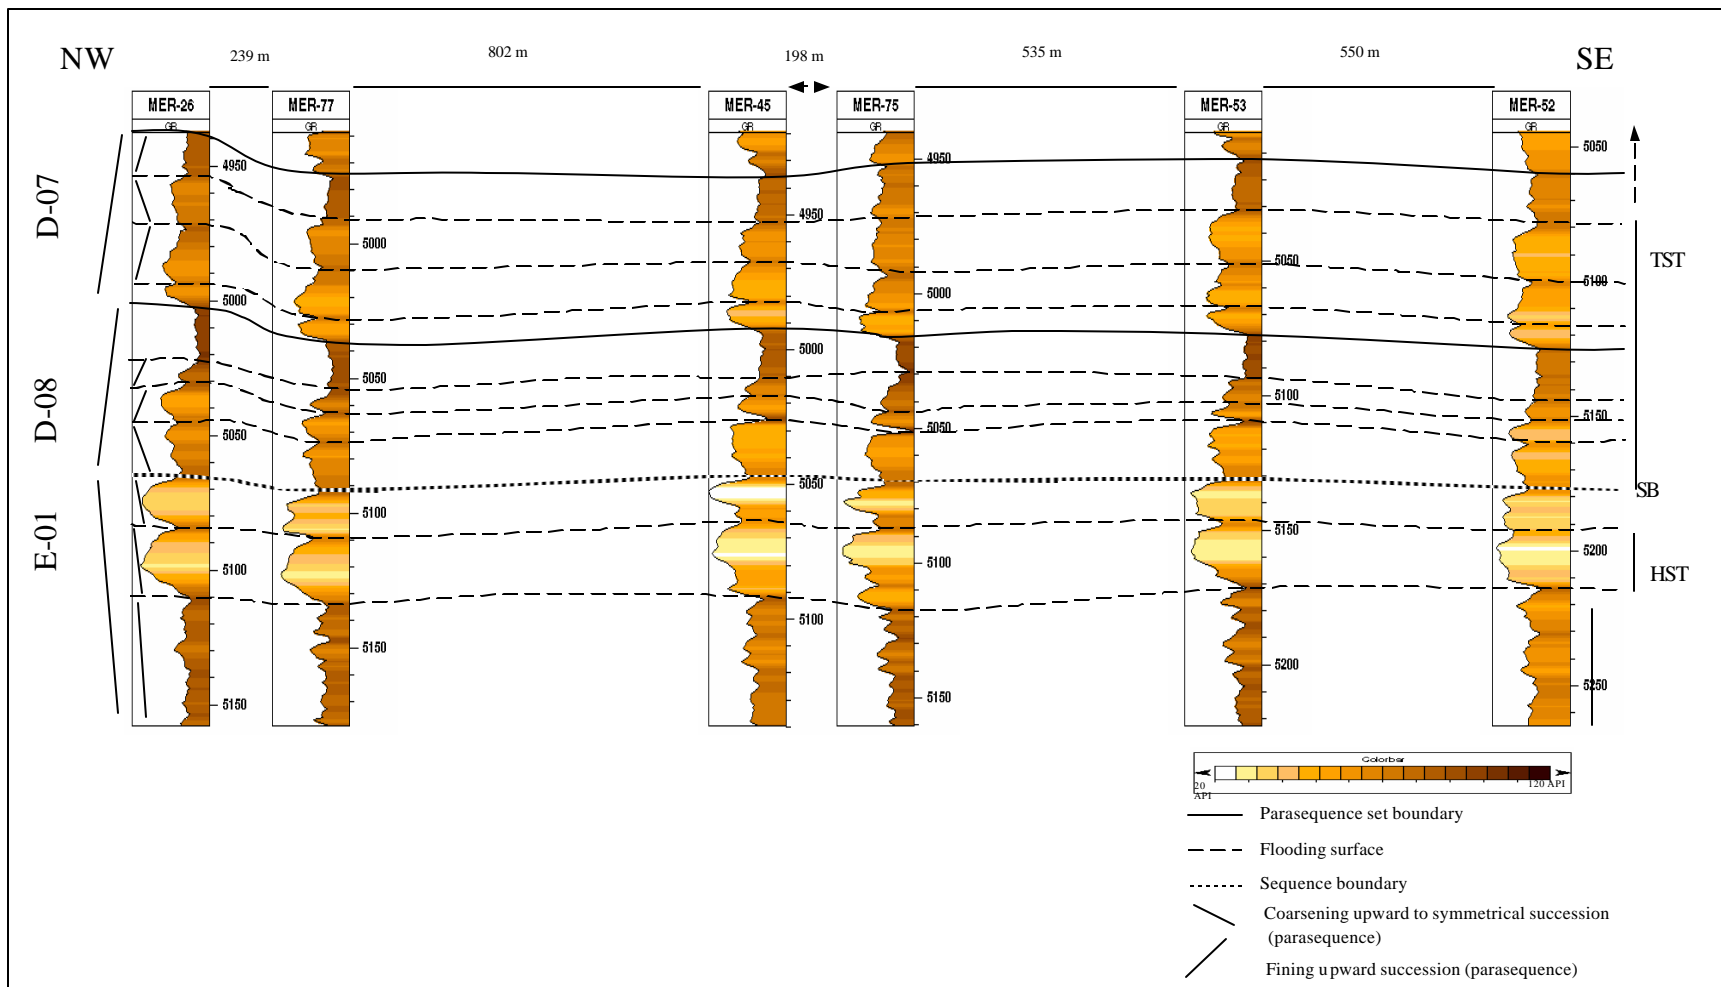 NW 239 m 802 m 198 m 535 m 550 m SE
MER-26 MER-77 MER-45 MER-75 MER-53 MER-52
GR GR GR GR GR GR
D-07
D-08
E-01
4950
5000
5050
5100
5150
5000
5050
5100
5150
4950
5000
5050
5100
4950
5000
5050
5100
5150
5050
5100
5150
5200
5050
5100
5150
5200
5250
TST
SB
HST
Colorbar
20 API
120 API
Parasequence set boundary
Flooding surface
Sequence boundary
Coarsening upward to symmetrical succession
(parasequence)
Fining upward succession (parasequence)